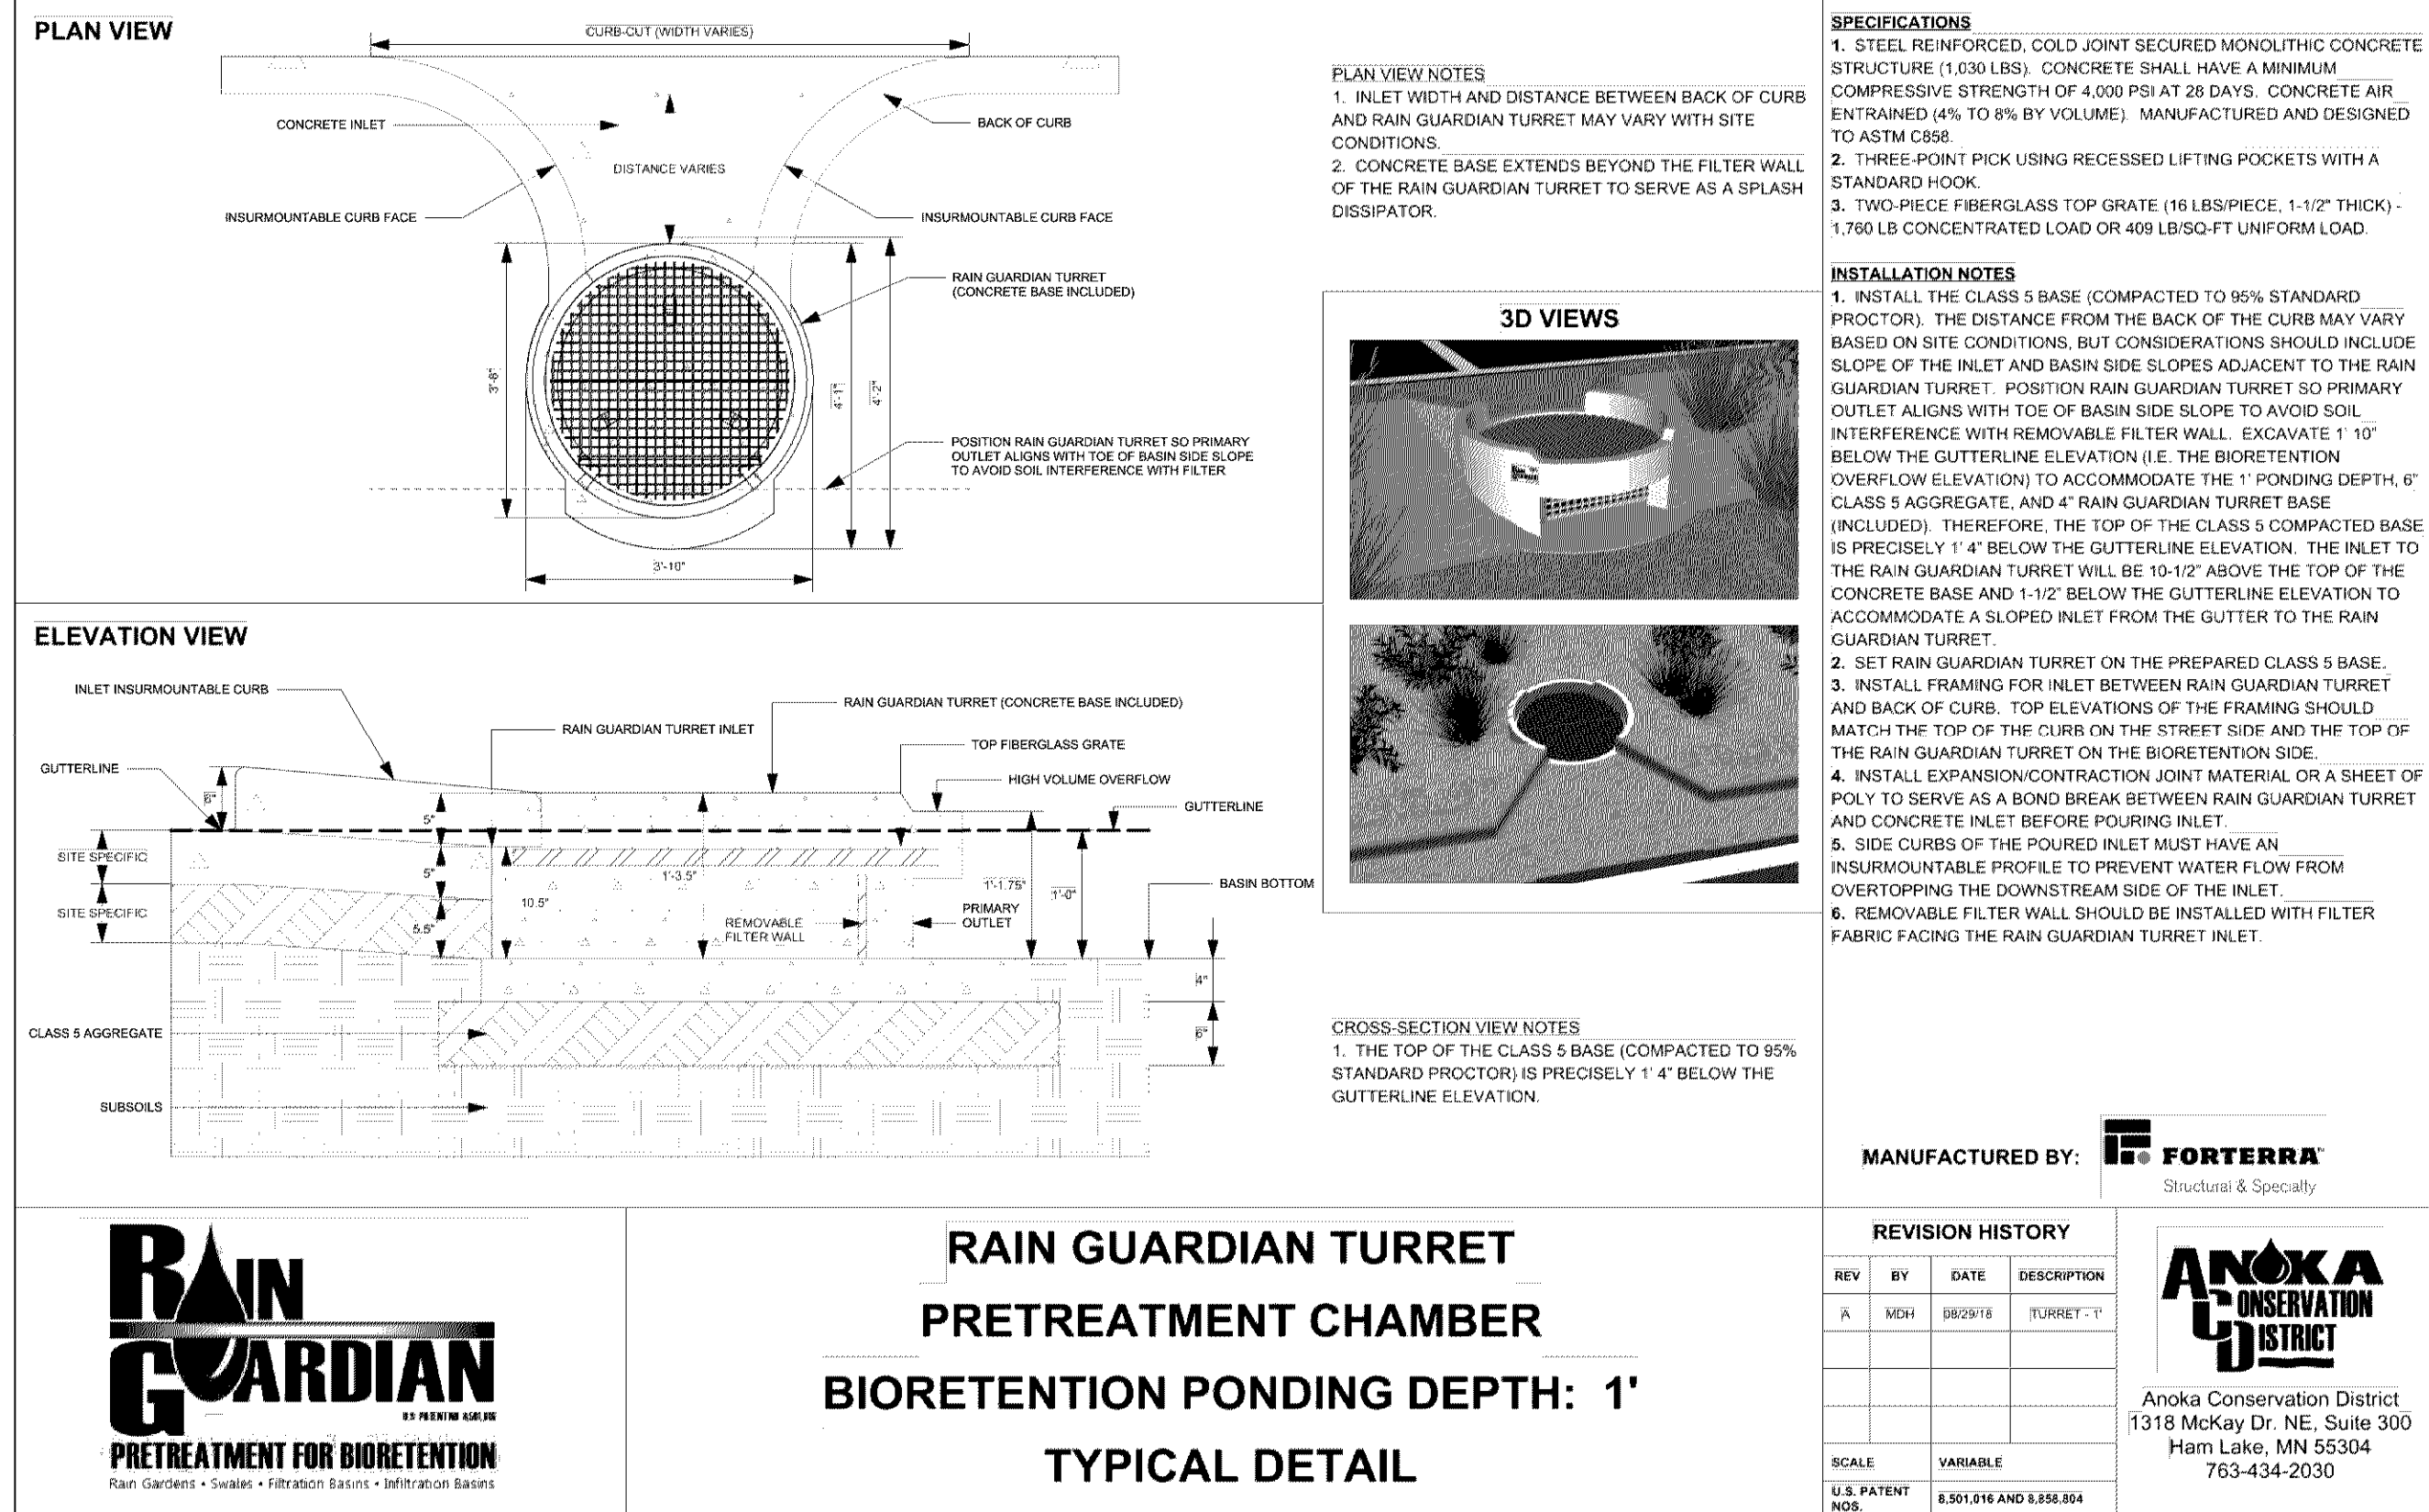 PLAN VIEW
CURB-CUT (WIDTH VARIES)
CONCRETE INLET
BACK OF CURB
DISTANCE VARIES
INSURMOUNTABLE CURB FACE
INSURMOUNTABLE CURB FACE
RAIN GUARDIAN TURRET
(CONCRETE BASE INCLUDED)
3'-8"
4'-1"
4'-2"
POSITION RAIN GUARDIAN TURRET SO PRIMARY
OUTLET ALIGNS WITH TOE OF BASIN SIDE SLOPE
TO AVOID SOIL INTERFERENCE WITH FILTER
3'-10"
PLAN VIEW NOTES
1. INLET WIDTH AND DISTANCE BETWEEN BACK OF CURB
AND RAIN GUARDIAN TURRET MAY VARY WITH SITE
CONDITIONS.
2. CONCRETE BASE EXTENDS BEYOND THE FILTER WALL
OF THE RAIN GUARDIAN TURRET TO SERVE AS A SPLASH
DISSIPATOR.
3D VIEWS
ELEVATION VIEW
INLET INSURMOUNTABLE CURB
RAIN GUARDIAN TURRET (CONCRETE BASE INCLUDED)
RAIN GUARDIAN TURRET INLET
TOP FIBERGLASS GRATE
GUTTERLINE
HIGH VOLUME OVERFLOW
GUTTERLINE
6"
5"
SITE SPECIFIC
5"
1'-3.5"
1'-1.75"
1'-0"
BASIN BOTTOM
SITE SPECIFIC
10.5"
5.5"
REMOVABLE
FILTER WALL
PRIMARY
OUTLET
4"
CLASS 5 AGGREGATE
6"
SUBSOILS
CROSS-SECTION VIEW NOTES
1. THE TOP OF THE CLASS 5 BASE (COMPACTED TO 95%
STANDARD PROCTOR) IS PRECISELY 1' 4" BELOW THE
GUTTERLINE ELEVATION.
SPECIFICATIONS
1. STEEL REINFORCED, COLD JOINT SECURED MONOLITHIC CONCRETE
STRUCTURE (1,030 LBS). CONCRETE SHALL HAVE A MINIMUM
COMPRESSIVE STRENGTH OF 4,000 PSI AT 28 DAYS. CONCRETE AIR
ENTRAINED (4% TO 8% BY VOLUME). MANUFACTURED AND DESIGNED
TO ASTM C858.
2. THREE-POINT PICK USING RECESSED LIFTING POCKETS WITH A
STANDARD HOOK.
3. TWO-PIECE FIBERGLASS TOP GRATE (16 LBS/PIECE, 1-1/2" THICK) -
1,760 LB CONCENTRATED LOAD OR 409 LB/SQ-FT UNIFORM LOAD.
INSTALLATION NOTES
1. INSTALL THE CLASS 5 BASE (COMPACTED TO 95% STANDARD
PROCTOR). THE DISTANCE FROM THE BACK OF THE CURB MAY VARY
BASED ON SITE CONDITIONS, BUT CONSIDERATIONS SHOULD INCLUDE
SLOPE OF THE INLET AND BASIN SIDE SLOPES ADJACENT TO THE RAIN
GUARDIAN TURRET. POSITION RAIN GUARDIAN TURRET SO PRIMARY
OUTLET ALIGNS WITH TOE OF BASIN SIDE SLOPE TO AVOID SOIL
INTERFERENCE WITH REMOVABLE FILTER WALL. EXCAVATE 1' 10"
BELOW THE GUTTERLINE ELEVATION (I.E. THE BIORETENTION
OVERFLOW ELEVATION) TO ACCOMMODATE THE 1' PONDING DEPTH, 6"
CLASS 5 AGGREGATE, AND 4" RAIN GUARDIAN TURRET BASE
(INCLUDED). THEREFORE, THE TOP OF THE CLASS 5 COMPACTED BASE
IS PRECISELY 1' 4" BELOW THE GUTTERLINE ELEVATION. THE INLET TO
THE RAIN GUARDIAN TURRET WILL BE 10-1/2" ABOVE THE TOP OF THE
CONCRETE BASE AND 1-1/2" BELOW THE GUTTERLINE ELEVATION TO
ACCOMMODATE A SLOPED INLET FROM THE GUTTER TO THE RAIN
GUARDIAN TURRET.
2. SET RAIN GUARDIAN TURRET ON THE PREPARED CLASS 5 BASE.
3. INSTALL FRAMING FOR INLET BETWEEN RAIN GUARDIAN TURRET
AND BACK OF CURB. TOP ELEVATIONS OF THE FRAMING SHOULD
MATCH THE TOP OF THE CURB ON THE STREET SIDE AND THE TOP OF
THE RAIN GUARDIAN TURRET ON THE BIORETENTION SIDE.
4. INSTALL EXPANSION/CONTRACTION JOINT MATERIAL OR A SHEET OF
POLY TO SERVE AS A BOND BREAK BETWEEN RAIN GUARDIAN TURRET
AND CONCRETE INLET BEFORE POURING INLET.
5. SIDE CURBS OF THE POURED INLET MUST HAVE AN
INSURMOUNTABLE PROFILE TO PREVENT WATER FLOW FROM
OVERTOPPING THE DOWNSTREAM SIDE OF THE INLET.
6. REMOVABLE FILTER WALL SHOULD BE INSTALLED WITH FILTER
FABRIC FACING THE RAIN GUARDIAN TURRET INLET.
MANUFACTURED BY:
FORTERRA
Structural & Specialty
RAIN
GUARDIAN
U.S. PATENT NO. 8,501,016
PRETREATMENT FOR BIORETENTION
Rain Gardens • Swales • Filtration Basins • Infiltration Basins
RAIN GUARDIAN TURRET
PRETREATMENT CHAMBER
BIORETENTION PONDING DEPTH: 1'
TYPICAL DETAIL
REVISION HISTORY
REV BY DATE DESCRIPTION
A MDH 08/29/18 TURRET - 1'
SCALE VARIABLE
U.S. PATENT
NOS.
8,501,016 AND 8,858,804
ANOKA
CONSERVATION
DISTRICT
Anoka Conservation District
1318 McKay Dr. NE, Suite 300
Ham Lake, MN 55304
763-434-2030